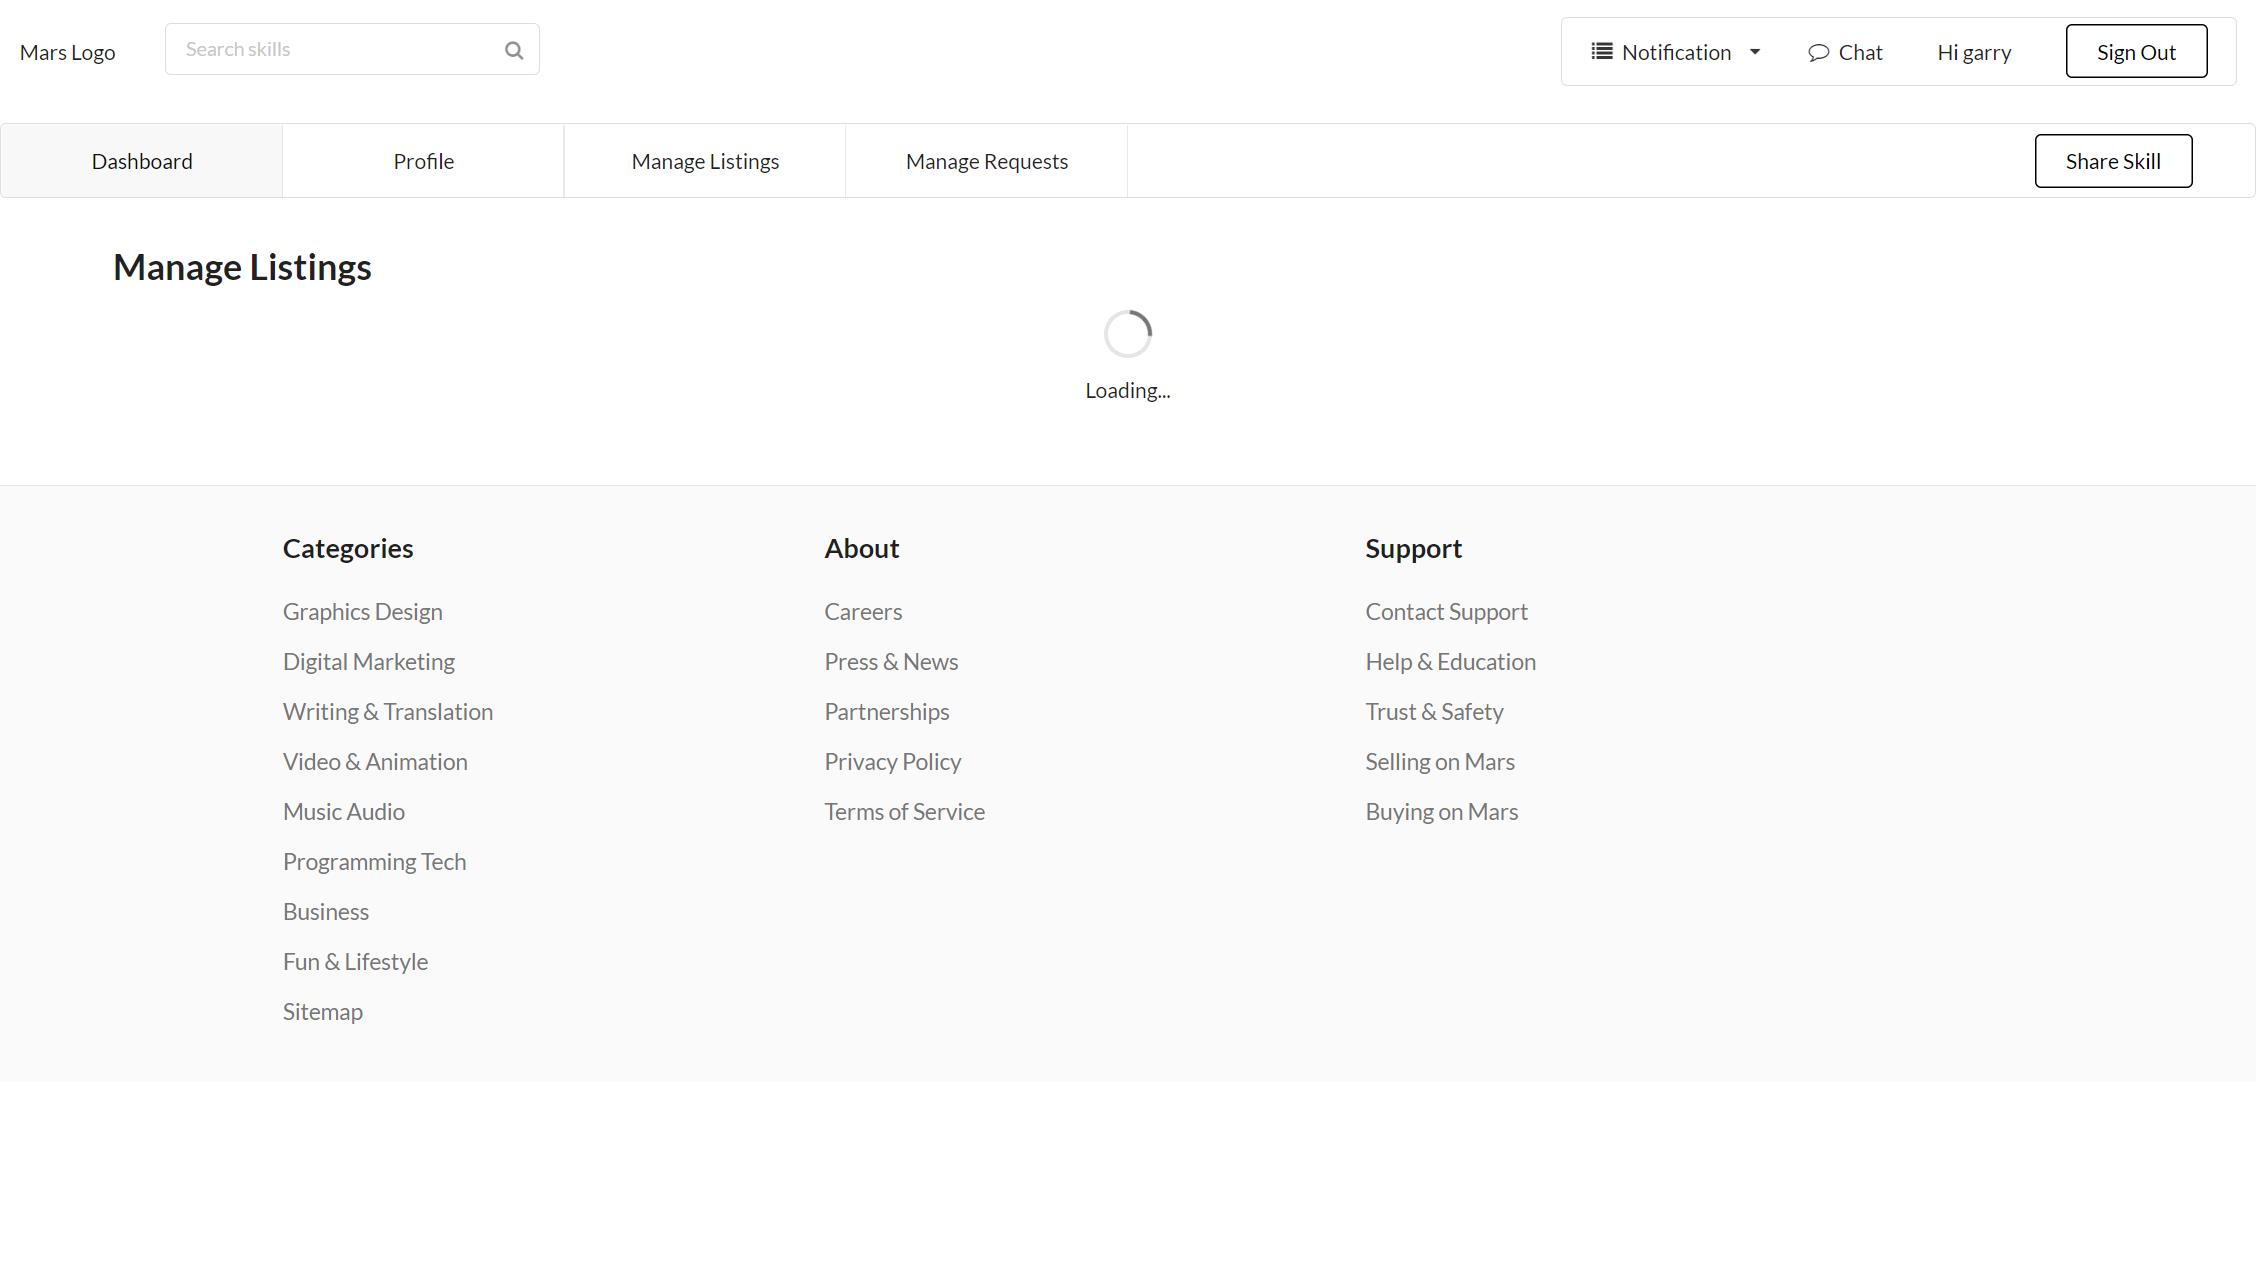 Mars Logo
Search skills
Notification
Chat
Hi garry
Sign Out
Dashboard
Profile
Manage Listings
Manage Requests
Share Skill
Manage Listings
Loading...
Categories
Graphics Design
Digital Marketing
Writing & Translation
Video & Animation
Music Audio
Programming Tech
Business
Fun & Lifestyle
Sitemap
About
Careers
Press & News
Partnerships
Privacy Policy
Terms of Service
Support
Contact Support
Help & Education
Trust & Safety
Selling on Mars
Buying on Mars